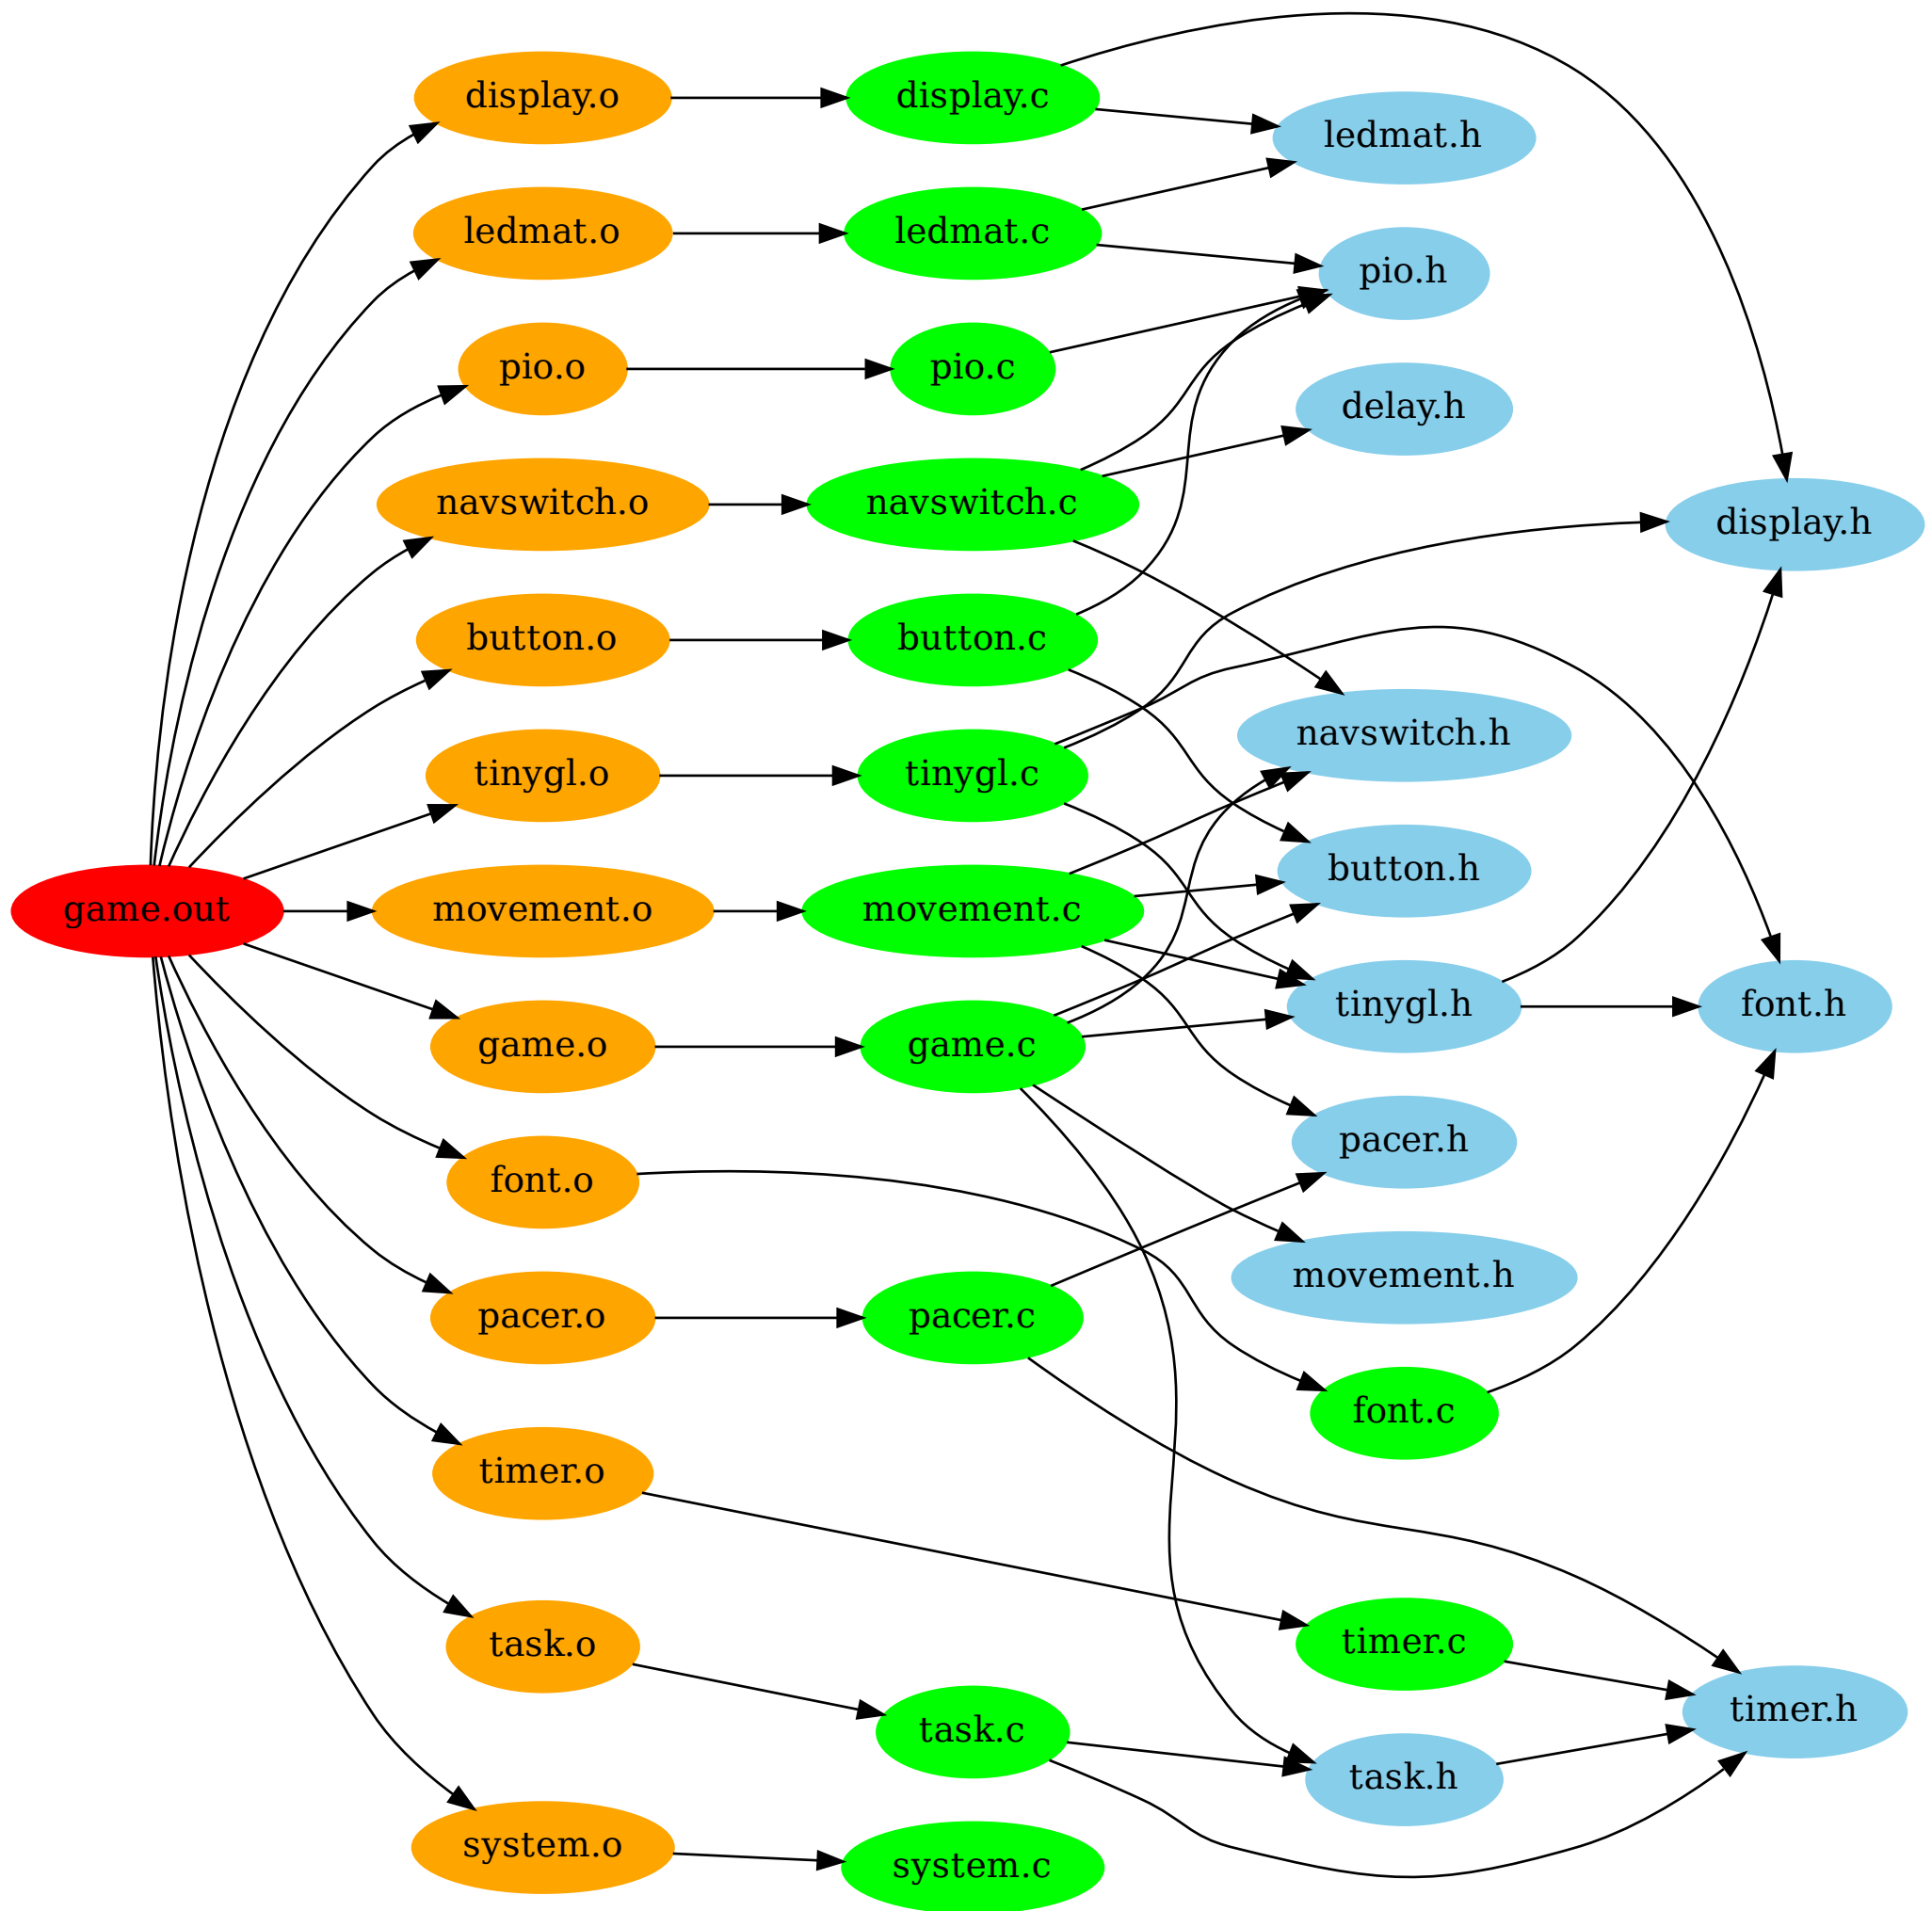 game.out
display.o
ledmat.o
pio.o
navswitch.o
button.o
tinygl.o
movement.o
game.o
font.o
pacer.o
timer.o
task.o
system.o
display.c
ledmat.c
pio.c
navswitch.c
button.c
tinygl.c
movement.c
game.c
pacer.c
task.c
system.c
ledmat.h
pio.h
delay.h
navswitch.h
button.h
tinygl.h
pacer.h
movement.h
font.c
timer.c
task.h
display.h
font.h
timer.h